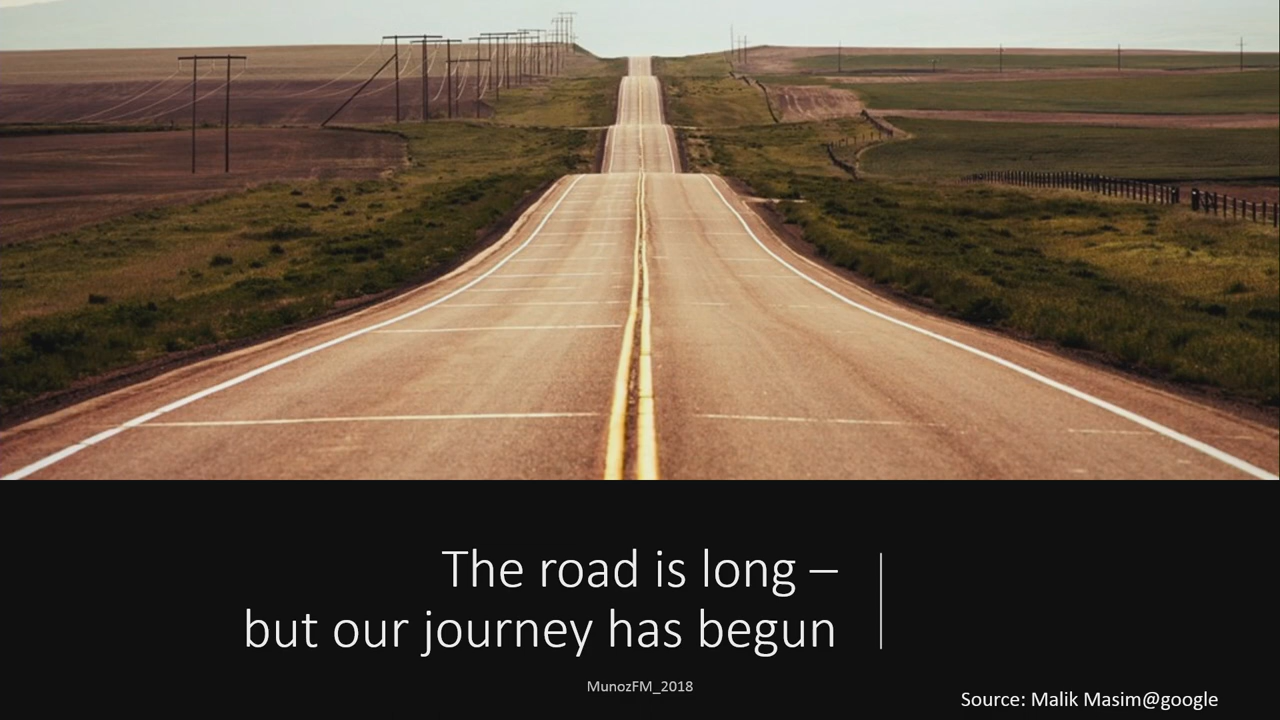 The road is long –
but our journey has begun
MunozFM_2018
Source: Malik Masim@google